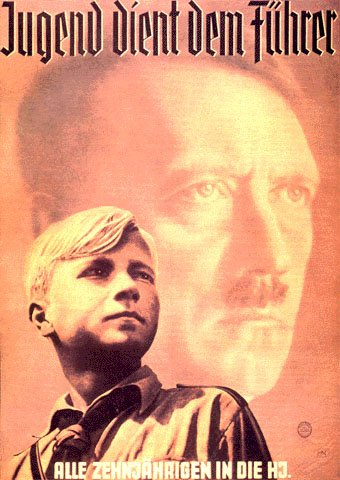 Jugend dient dem Führer
ALLE ZEHNJÄHRIGEN IN DIE HJ.